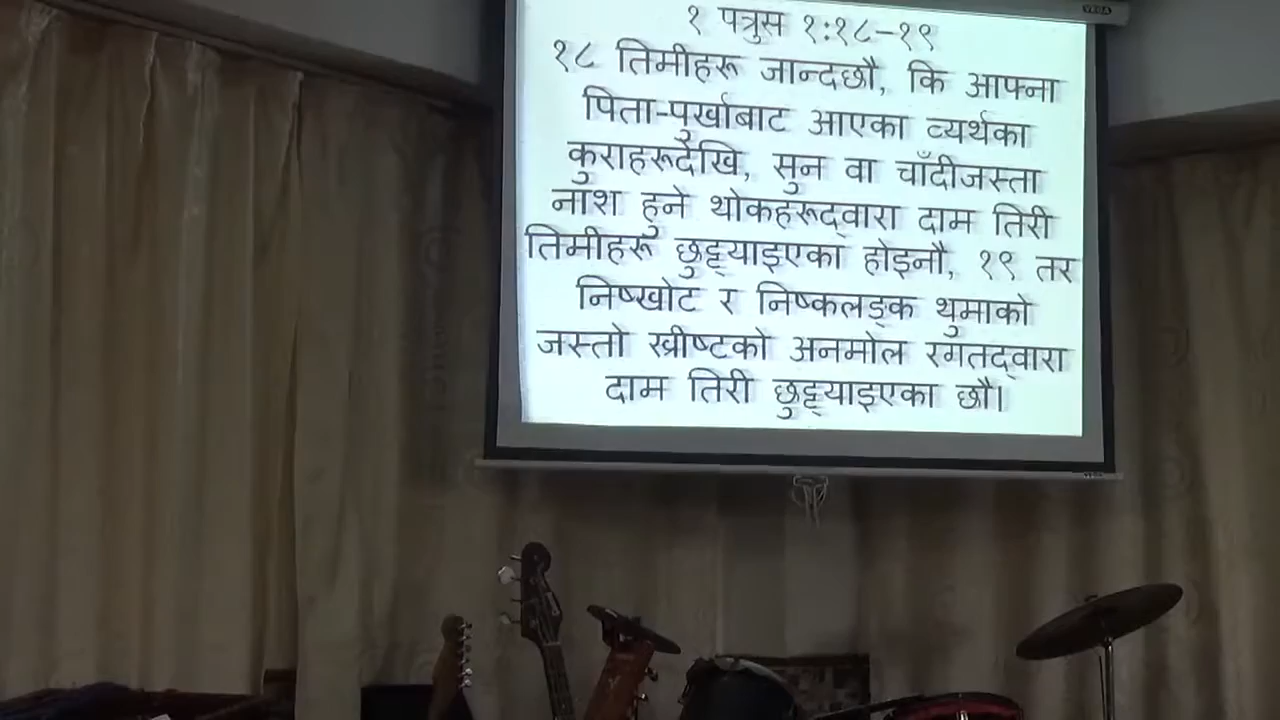 VEGA
१ पत्रुस १:१८-१९
१८ तिमीहरू जान्दछौ, कि आफ्ना
पिता-पुर्खाबाट आएका व्यर्थका
कुराहरूदेखि, सुन वा चाँदीजस्ता
नाश हुने थोकहरूद्वारा दाम तिरी
तिमीहरू छुट्ट्याइएका होइनौ, १९ तर
निष्खोट र निष्कलङ्क थुमाको
जस्तो ख्रीष्टको अनमोल रगतद्वारा
दाम तिरी छुट्ट्याइएका छौ।